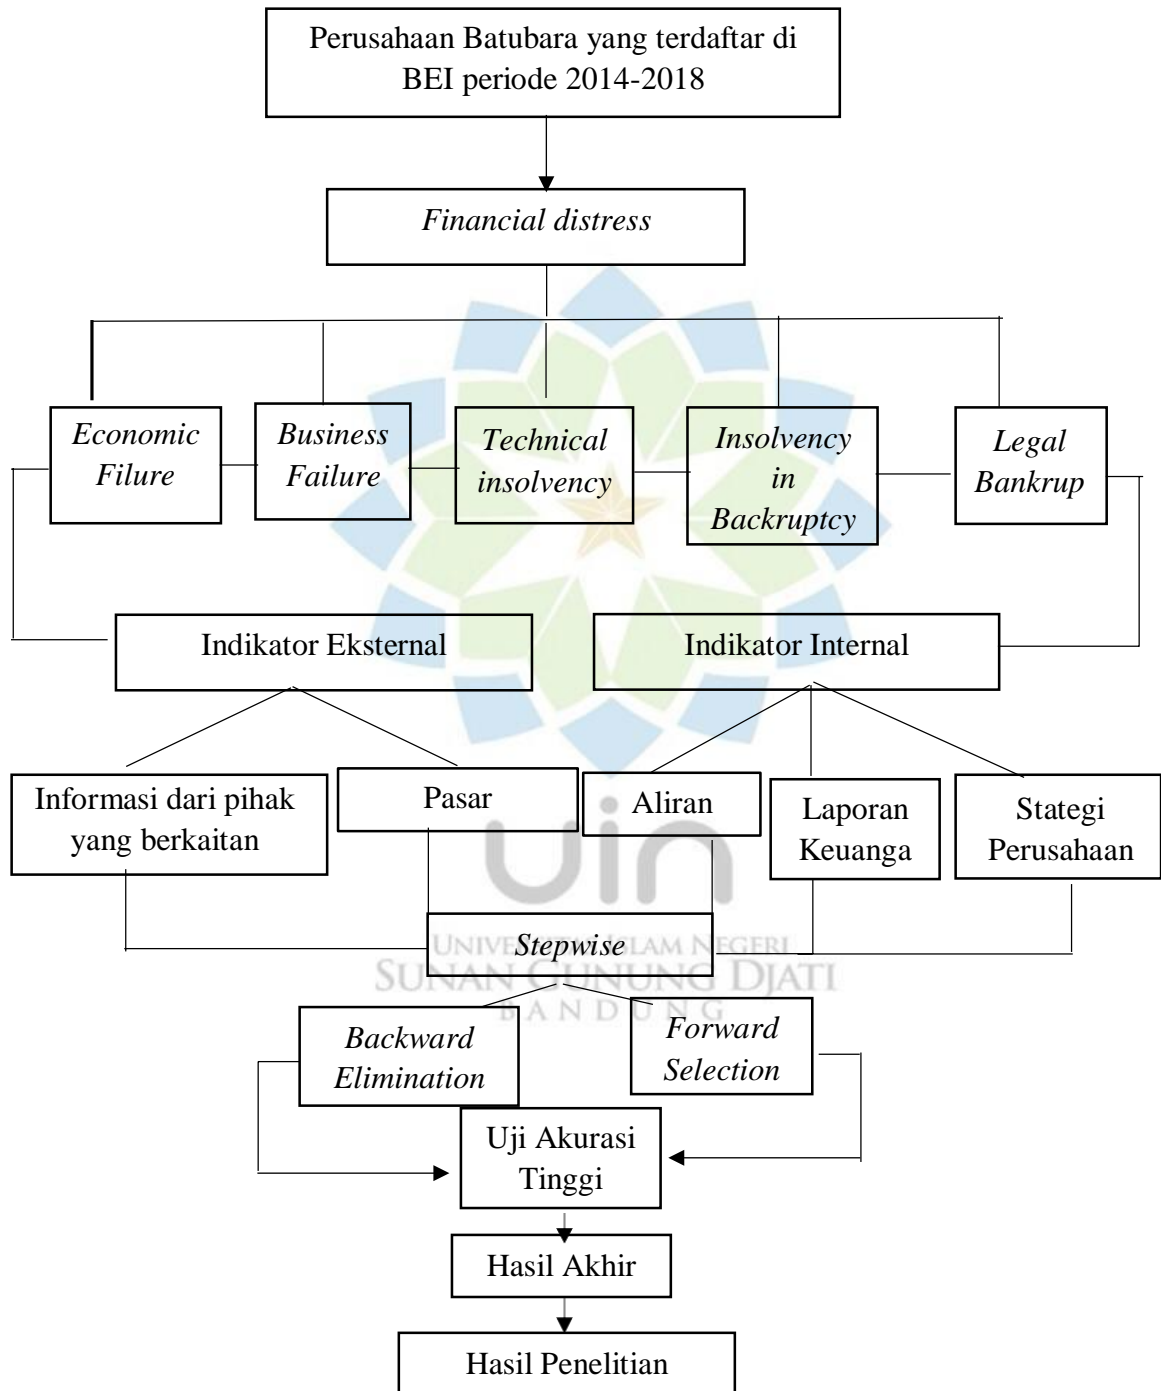 Perusahaan Batubara yang terdaftar di
BEI periode 2014-2018
Financial distress
Economic
Filure
Business
Failure
Technical
insolvency
Insolvency
in
Backruptcy
Legal
Bankrup
Indikator Eksternal
Indikator Internal
Informasi dari pihak
yang berkaitan
Pasar
Aliran
Laporan
Keuanga
Stategi
Perusahaan
uin
UNIVERSITAS ISLAM NEGERI
SUNAN GUNUNG DJATI
BANDUNG
Stepwise
Backward
Elimination
Forward
Selection
Uji Akurasi
Tinggi
Hasil Akhir
Hasil Penelitian